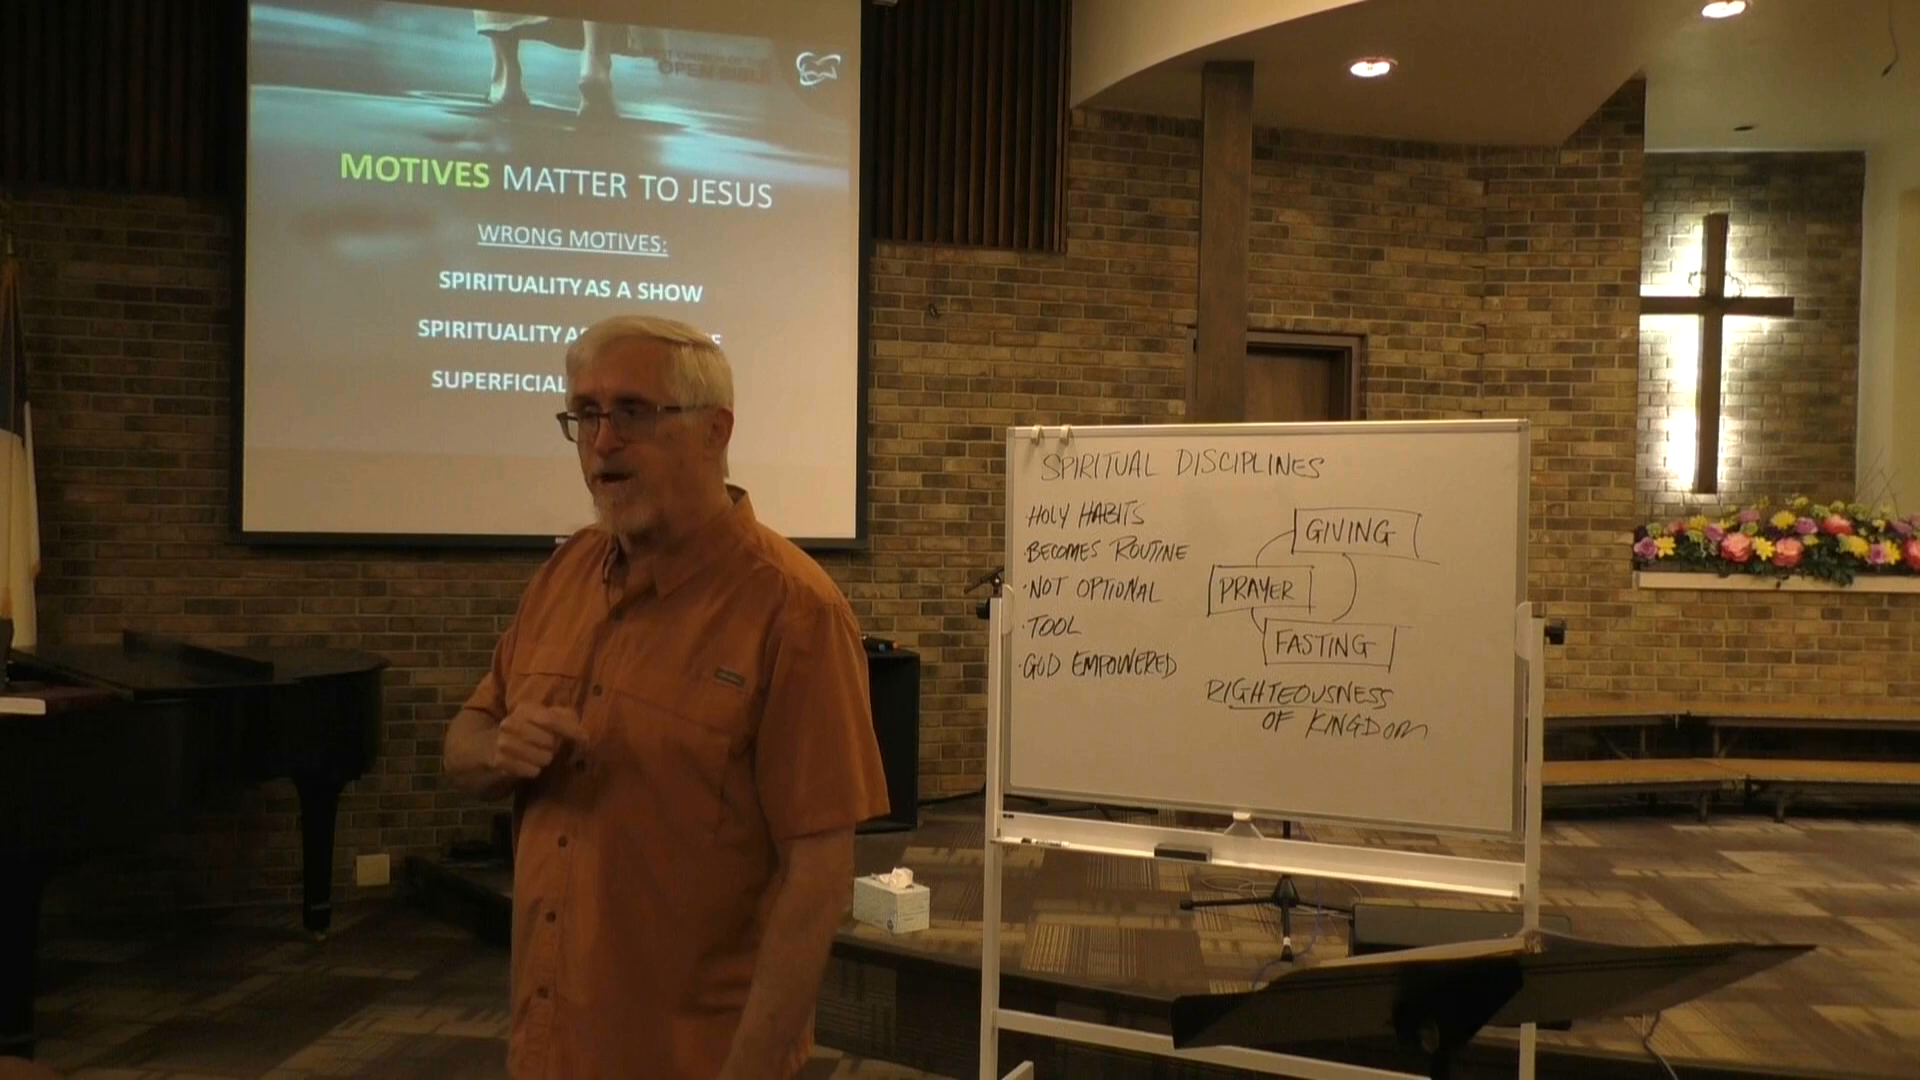 OPEN BIBLE
MOTIVES MATTER TO JESUS
WRONG MOTIVES:
SPIRITUALITY AS A SHOW
SPIRITUALITY
SUPERFICIAL
SPIRITUAL DISCIPLINES
· HOLY HABITS
· BECOMES ROUTINE
· NOT OPTIONAL
· TOOL
· GOD EMPOWERED
GIVING
PRAYER
FASTING
RIGHTEOUSNESS
OF KINGDOM